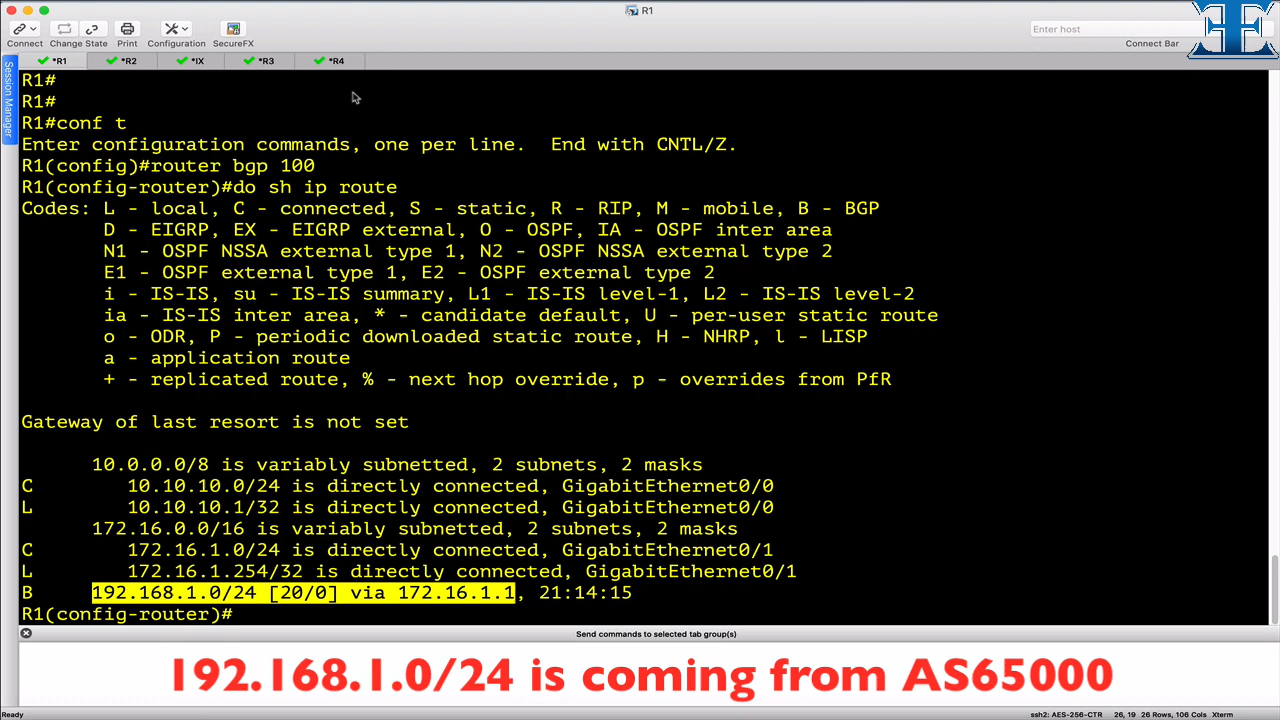 R1
Connect
Change State
Print
Configuration
SecureFX
Enter host
Connect Bar
*R1
*R2
*IX
*R3
*R4
Session Manager
R1#
R1#
R1#conf t
Enter configuration commands, one per line.  End with CNTL/Z.
R1(config)#router bgp 100
R1(config-router)#do sh ip route
Codes: L - local, C - connected, S - static, R - RIP, M - mobile, B - BGP
       D - EIGRP, EX - EIGRP external, O - OSPF, IA - OSPF inter area
       N1 - OSPF NSSA external type 1, N2 - OSPF NSSA external type 2
       E1 - OSPF external type 1, E2 - OSPF external type 2
       i - IS-IS, su - IS-IS summary, L1 - IS-IS level-1, L2 - IS-IS level-2
       ia - IS-IS inter area, * - candidate default, U - per-user static route
       o - ODR, P - periodic downloaded static route, H - NHRP, l - LISP
       a - application route
       + - replicated route, % - next hop override, p - overrides from PfR
Gateway of last resort is not set
      10.0.0.0/8 is variably subnetted, 2 subnets, 2 masks
C        10.10.10.0/24 is directly connected, GigabitEthernet0/0
L        10.10.10.1/32 is directly connected, GigabitEthernet0/0
      172.16.0.0/16 is variably subnetted, 2 subnets, 2 masks
C        172.16.1.0/24 is directly connected, GigabitEthernet0/1
L        172.16.1.254/32 is directly connected, GigabitEthernet0/1
B     192.168.1.0/24 [20/0] via 172.16.1.1, 21:14:15
R1(config-router)#
Send commands to selected tab group(s)
192.168.1.0/24 is coming from AS65000
Ready
ssh2: AES-256-CTR
26, 19
26 Rows, 106 Cols
Xterm